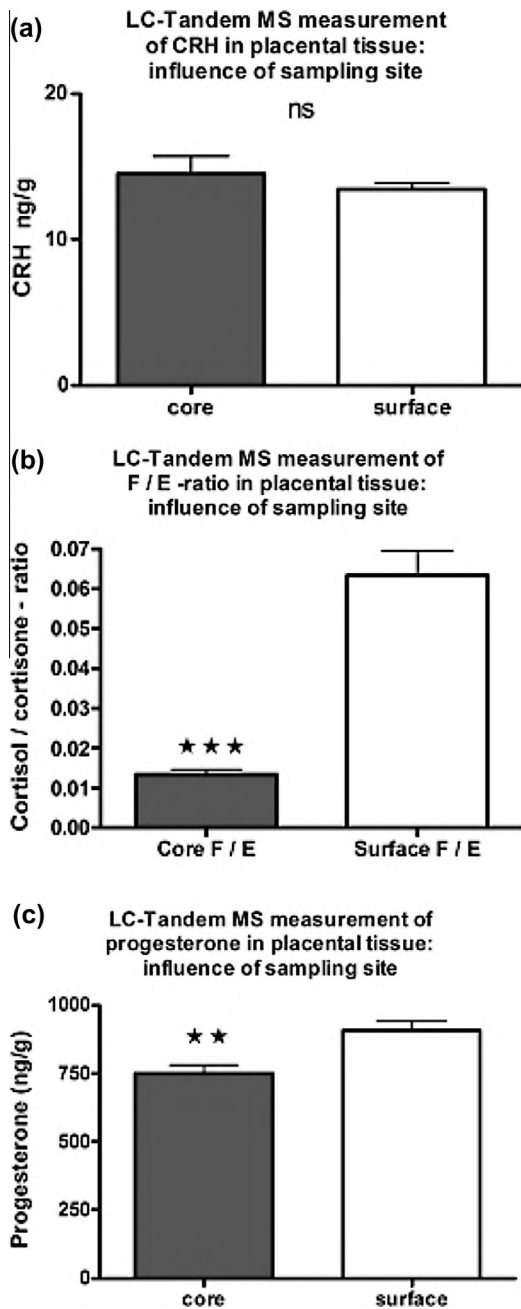 (a)
LC-Tandem MS measurement
of CRH in placental tissue:
influence of sampling site
20
ns
10
0
CRH ng/g
core surface
(b)
LC-Tandem MS measurement of
F / E -ratio in placental tissue:
influence of sampling site
0.07
0.06
0.05
0.04
0.03
0.02
0.01
0.00
Cortisol / cortisone - ratio
★★★
Core F / E Surface F / E
(c)
LC-Tandem MS measurement of
progesterone in placental tissue:
influence of sampling site
1000
750
500
250
0
Progesterone (ng/g)
★★
core surface